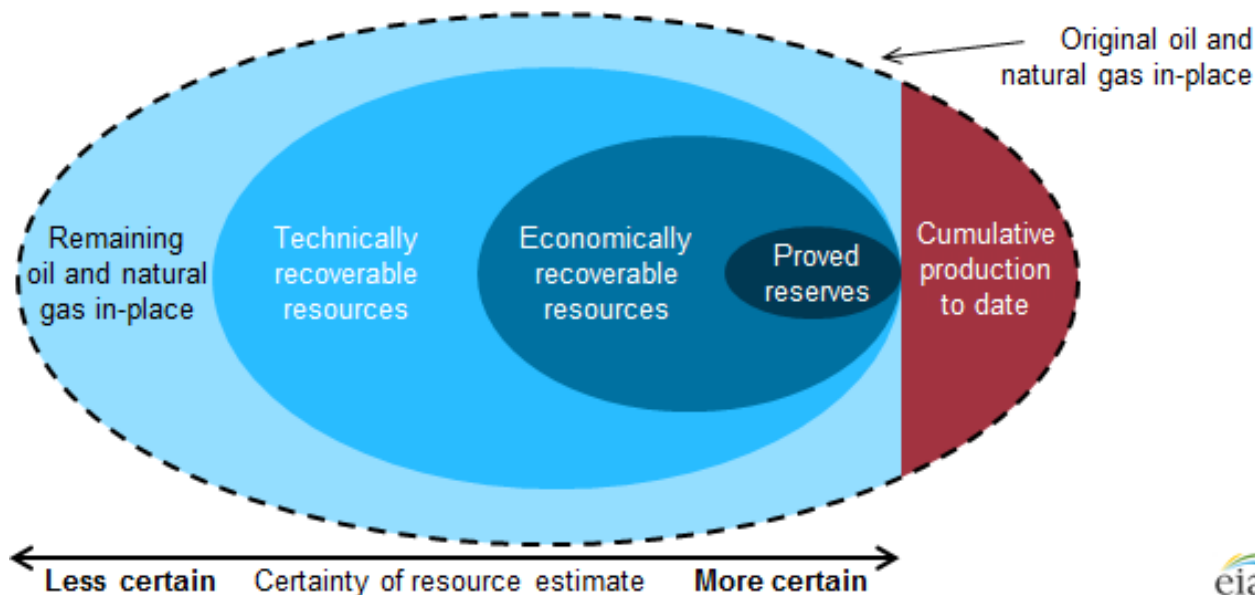 Original oil and
natural gas in-place
Remaining
oil and natural
gas in-place
Technically
recoverable
resources
Economically
recoverable
resources
Proved
reserves
Cumulative
production
to date
Less certain Certainty of resource estimate More certain
eia